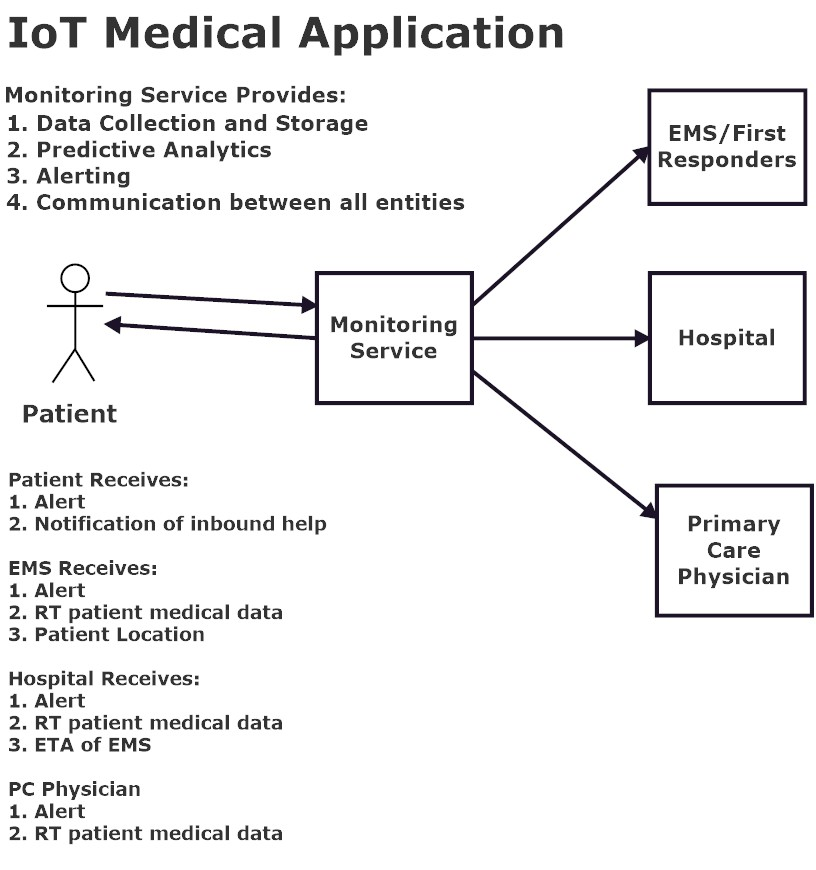 IoT Medical Application
Monitoring Service Provides:
1. Data Collection and Storage
2. Predictive Analytics
3. Alerting
4. Communication between all entities
EMS/First
Responders
Monitoring
Service
Hospital
Patient
Primary
Care
Physician
Patient Receives:
1. Alert
2. Notification of inbound help
EMS Receives:
1. Alert
2. RT patient medical data
3. Patient Location
Hospital Receives:
1. Alert
2. RT patient medical data
3. ETA of EMS
PC Physician
1. Alert
2. RT patient medical data